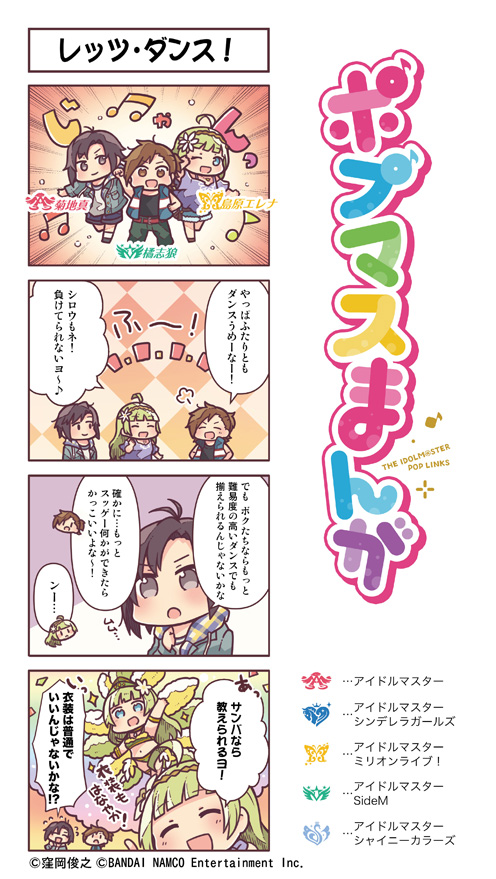 レッツ・ダンス！
じゃんっ
菊地真
橘志狼
島原エレナ
やっぱふたりとも
ダンスうめーなー！
ふ〜！
シロウもネ！
負けてられないヨ〜♪
でも ボクたちならもっと
難易度の高いダンスでも
揃えられるんじゃないかな
確かに…もっと
スッゲー何かができたら
かっこいいよな〜！
ンー…
あっ
サンバなら
教えられるヨ！
衣装も
はなやか！
衣装は普通で
いいんじゃないかな!?
ポプマスまんが
THE IDOLM@STER
POP LINKS
…アイドルマスター
…アイドルマスター
シンデレラガールズ
…アイドルマスター
ミリオンライブ！
…アイドルマスター
SideM
…アイドルマスター
シャイニーカラーズ
©窪岡俊之 ©BANDAI NAMCO Entertainment Inc.